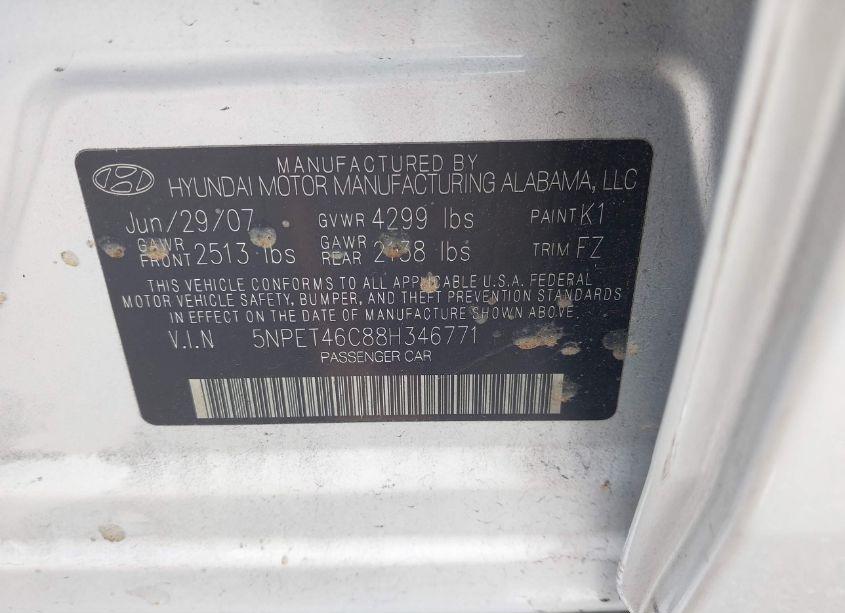 MANUFACTURED BY
HYUNDAI MOTOR MANUFACTURING ALABAMA, LLC
Jun/29/07 GVWR 4299 lbs PAINT K1
GAWR FRONT 2513 lbs GAWR REAR lbs TRIM FZ
THIS VEHICLE CONFORMS TO ALL APPLICABLE U.S.A. FEDERAL
MOTOR VEHICLE SAFETY, BUMPER, AND THEFT PREVENTION STANDARDS
IN EFFECT ON THE DATE OF MANUFACTURE SHOWN ABOVE.
V.I.N 5NPET46C88H346771
PASSENGER CAR